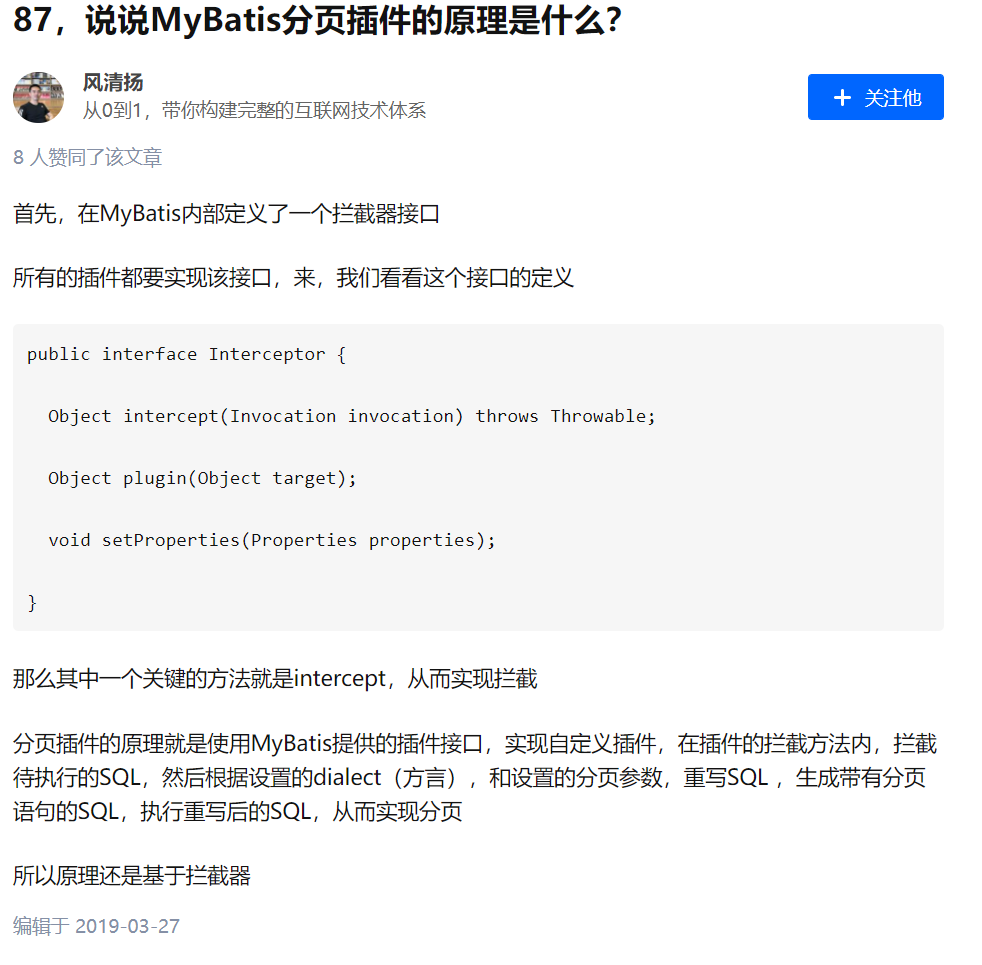 87，说说MyBatis分页插件的原理是什么？
风清扬
从0到1，带你构建完整的互联网技术体系
+ 关注他
8 人赞同了该文章
首先，在MyBatis内部定义了一个拦截器接口
所有的插件都要实现该接口，来，我们看看这个接口的定义
public interface Interceptor {
Object intercept(Invocation invocation) throws Throwable;
Object plugin(Object target);
void setProperties(Properties properties);
}
那么其中一个关键的方法就是intercept，从而实现拦截
分页插件的原理就是使用MyBatis提供的插件接口，实现自定义插件，在插件的拦截方法内，拦截
待执行的SQL，然后根据设置的dialect（方言），和设置的分页参数，重写SQL ，生成带有分页
语句的SQL，执行重写后的SQL，从而实现分页
所以原理还是基于拦截器
编辑于 2019-03-27